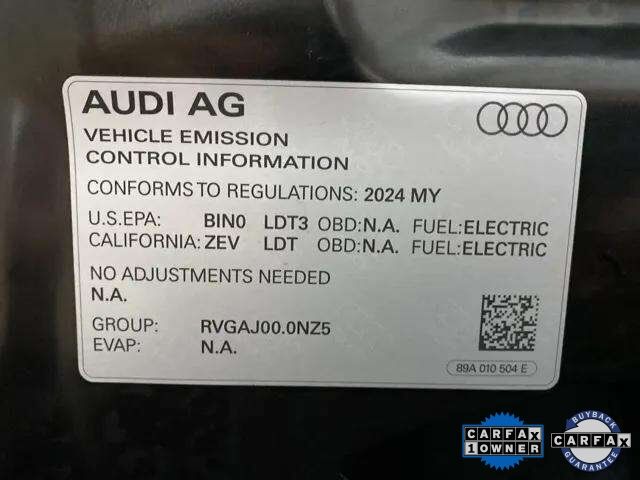 AUDI AG
VEHICLE EMISSION
CONTROL INFORMATION
CONFORMS TO REGULATIONS: 2024 MY
U.S.EPA: BIN0 LDT3 OBD:N.A. FUEL:ELECTRIC
CALIFORNIA: ZEV LDT OBD:N.A. FUEL:ELECTRIC
NO ADJUSTMENTS NEEDED
N.A.
GROUP: RVGAJ00.0NZ5
EVAP: N.A.
89A 010 504 E
CARFAX
1 OWNER
BUYBACK
CARFAX
GUARANTEE